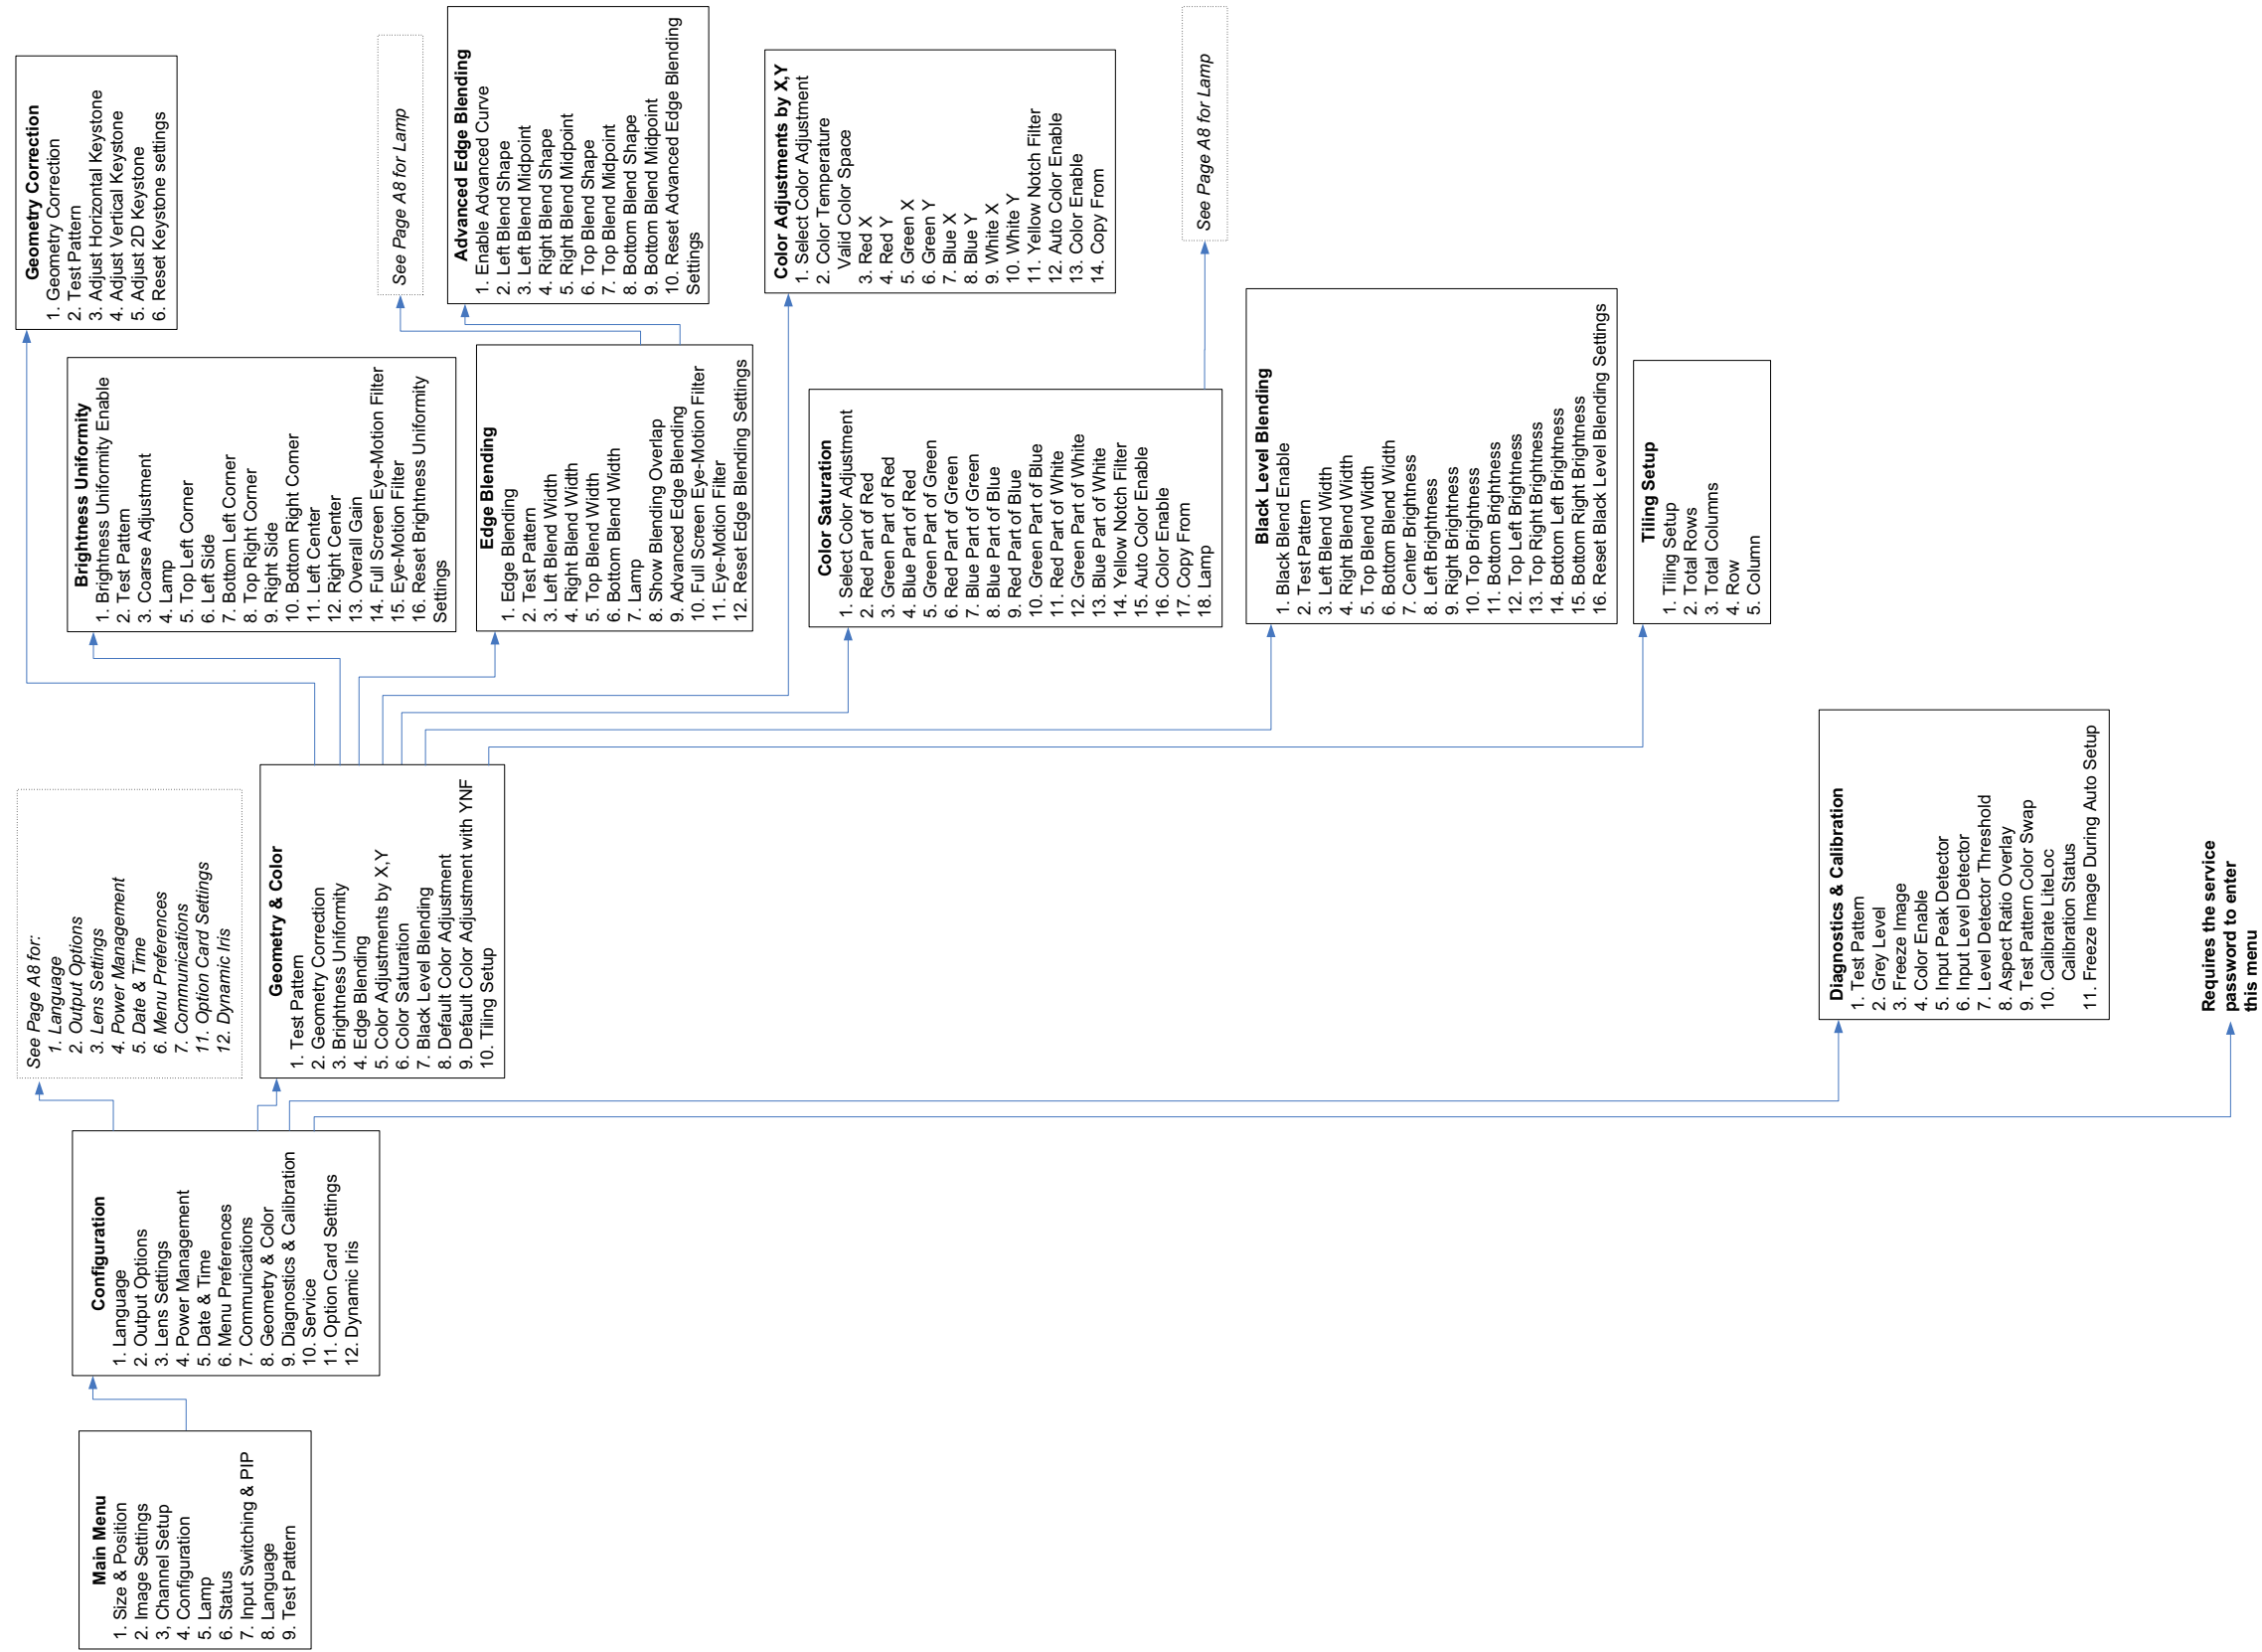 Main Menu
1. Size & Position
2. Image Settings
3, Channel Setup
4. Configuration
5. Lamp
6. Status
7. Input Switching & PIP
8. Language
9. Test Pattern
Configuration
1. Language
2. Output Options
3. Lens Settings
4. Power Management
5. Date & Time
6. Menu Preferences
7. Communications
8. Geometry & Color
9. Diagnostics & Calibration
10. Service
11. Option Card Settings
12. Dynamic Iris
See Page A8 for:
1. Language
2. Output Options
3. Lens Settings
4. Power Management
5. Date & Time
6. Menu Preferences
7. Communications
11. Option Card Settings
12. Dynamic Iris
Geometry & Color
1. Test Pattern
2. Geometry Correction
3. Brightness Uniformity
4. Edge Blending
5. Color Adjustments by X,Y
6. Color Saturation
7. Black Level Blending
8. Default Color Adjustment
9. Default Color Adjustment with YNF
10. Tiling Setup
Diagnostics & Calibration
1. Test Pattern
2. Grey Level
3. Freeze Image
4. Color Enable
5. Input Peak Detector
6. Input Level Detector
7. Level Detector Threshold
8. Aspect Ratio Overlay
9. Test Pattern Color Swap
10. Calibrate LiteLoc
Calibration Status
11. Freeze Image During Auto Setup
Requires the service
password to enter
this menu
Geometry Correction
1. Geometry Correction
2. Test Pattern
3. Adjust Horizontal Keystone
4. Adjust Vertical Keystone
5. Adjust 2D Keystone
6. Reset Keystone settings
Brightness Uniformity
1. Brightness Uniformity Enable
2. Test Pattern
3. Coarse Adjustment
4. Lamp
5. Top Left Corner
6. Left Side
7. Bottom Left Corner
8. Top Right Corner
9. Right Side
10. Bottom Right Corner
11. Left Center
12. Right Center
13. Overall Gain
14. Full Screen Eye-Motion Filter
15. Eye-Motion Filter
16. Reset Brightness Uniformity
Settings
Edge Blending
1. Edge Blending
2. Test Pattern
3. Left Blend Width
4. Right Blend Width
5. Top Blend Width
6. Bottom Blend Width
7. Lamp
8. Show Blending Overlap
9. Advanced Edge Blending
10. Full Screen Eye-Motion Filter
11. Eye-Motion Filter
12. Reset Edge Blending Settings
See Page A8 for Lamp
Advanced Edge Blending
1. Enable Advanced Curve
2. Left Blend Shape
3. Left Blend Midpoint
4. Right Blend Shape
5. Right Blend Midpoint
6. Top Blend Shape
7. Top Blend Midpoint
8. Bottom Blend Shape
9. Bottom Blend Midpoint
10. Reset Advanced Edge Blending
Settings
Color Adjustments by X,Y
1. Select Color Adjustment
2. Color Temperature
Valid Color Space
3. Red X
4. Red Y
5. Green X
6. Green Y
7. Blue X
8. Blue Y
9. White X
10. White Y
11. Yellow Notch Filter
12. Auto Color Enable
13. Color Enable
14. Copy From
Color Saturation
1. Select Color Adjustment
2. Red Part of Red
3. Green Part of Red
4. Blue Part of Red
5. Green Part of Green
6. Red Part of Green
7. Blue Part of Green
8. Blue Part of Blue
9. Red Part of Blue
10. Green Part of Blue
11. Red Part of White
12. Green Part of White
13. Blue Part of White
14. Yellow Notch Filter
15. Auto Color Enable
16. Color Enable
17. Copy From
18. Lamp
See Page A8 for Lamp
Black Level Blending
1. Black Blend Enable
2. Test Pattern
3. Left Blend Width
4. Right Blend Width
5. Top Blend Width
6. Bottom Blend Width
7. Center Brightness
8. Left Brightness
9. Right Brightness
10. Top Brightness
11. Bottom Brightness
12. Top Left Brightness
13. Top Right Brightness
14. Bottom Left Brightness
15. Bottom Right Brightness
16. Reset Black Level Blending Settings
Tiling Setup
1. Tiling Setup
2. Total Rows
3. Total Columns
4. Row
5. Column